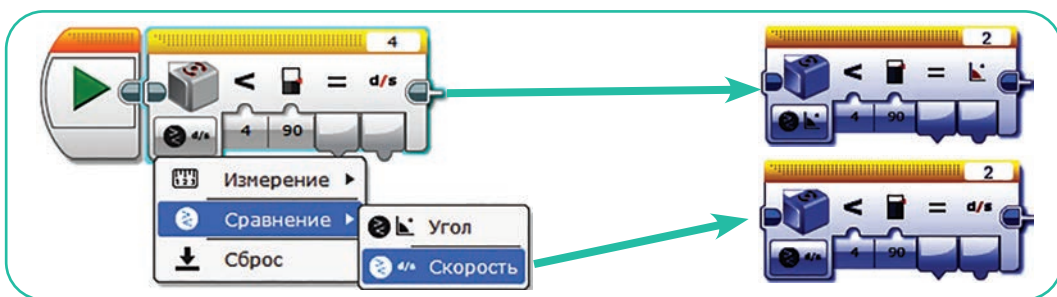 4
< = d/s
d/s 4 90
Измерение
Сравнение
Сброс
Угол
d/s Скорость
2
< =
4 90
2
< = d/s
d/s 4 90